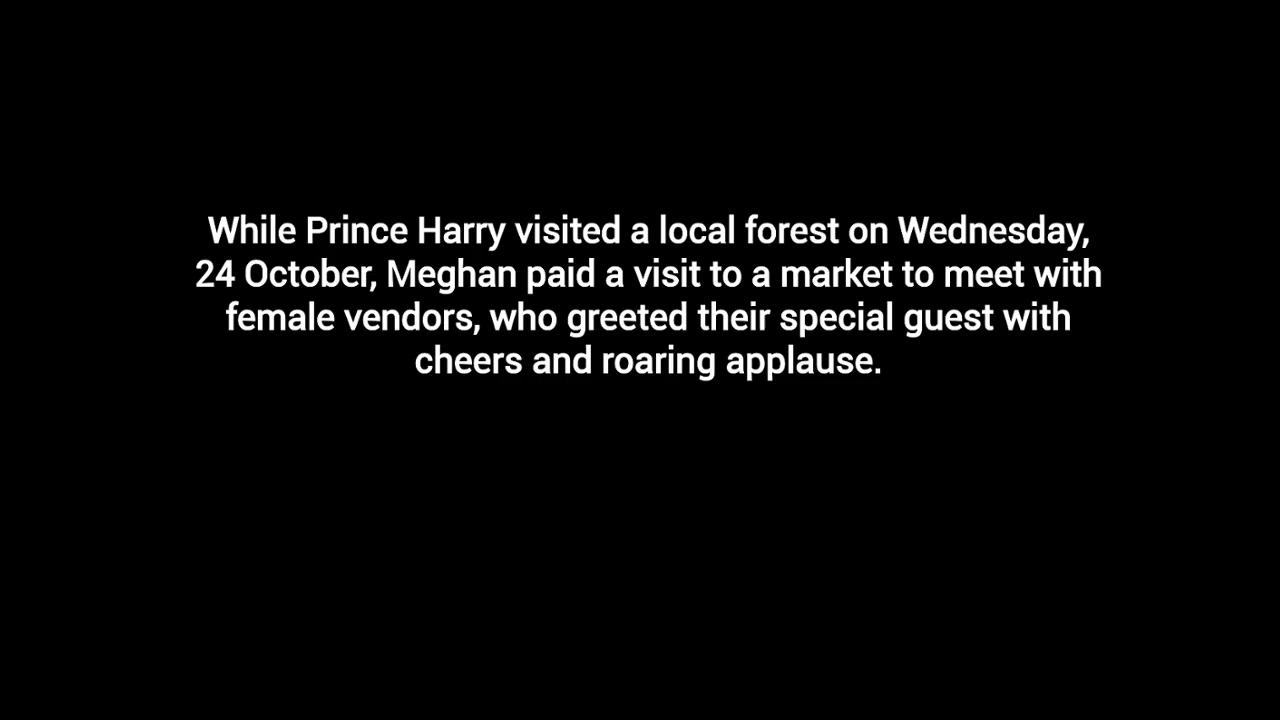 While Prince Harry visited a local forest on Wednesday,
24 October, Meghan paid a visit to a market to meet with
female vendors, who greeted their special guest with
cheers and roaring applause.